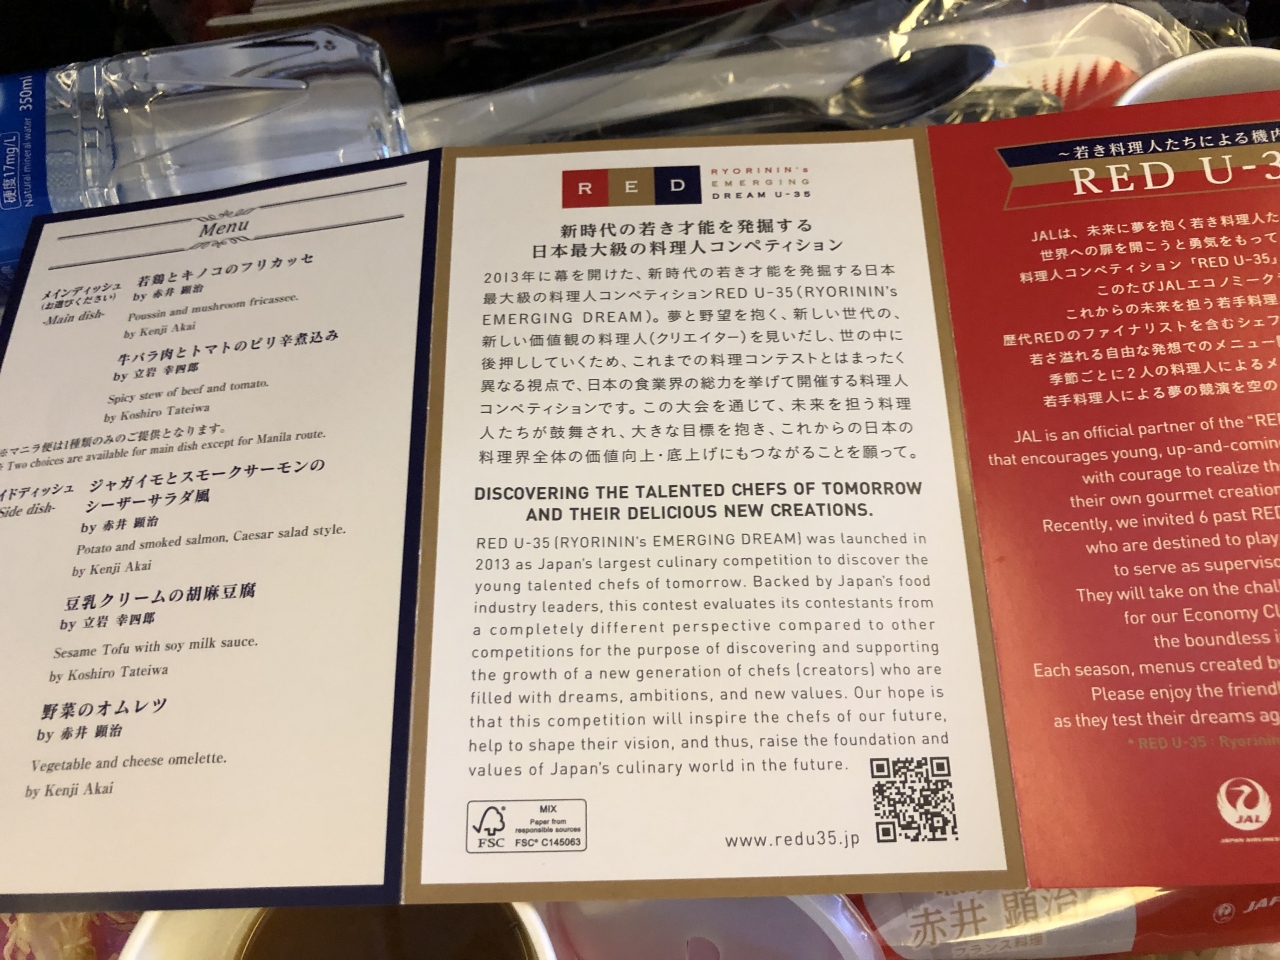 硬度17mg/L
Natural mineral water 350ml
Menu
メインディッシュ
(お選びください)
-Main dish-
若鶏とキノコのフリカッセ
by 赤井 顕治
Poussin and mushroom fricassee.
by Kenji Akai
牛バラ肉とトマトのピリ辛煮込み
by 立岩 幸四郎
Spicy stew of beef and tomato.
by Koshiro Tateiwa
※マニラ便は1種類のみのご提供となります。
Two choices are available for main dish except for Manila route.
イドディッシュ
Side dish-
ジャガイモとスモークサーモンの
シーザーサラダ風
by 赤井 顕治
Potato and smoked salmon, Caesar salad style.
by Kenji Akai
豆乳クリームの胡麻豆腐
by 立岩 幸四郎
Sesame Tofu with soy milk sauce.
by Koshiro Tateiwa
野菜のオムレツ
by 赤井 顕治
Vegetable and cheese omelette.
by Kenji Akai
RED
RYORININ's
EMERGING
DREAM U-35
新時代の若き才能を発掘する
日本最大級の料理人コンペティション
2013年に幕を開けた、新時代の若き才能を発掘する日本
最大級の料理人コンペティションRED U-35(RYORININ's
EMERGING DREAM)。夢と野望を抱く、新しい世代の、
新しい価値観の料理人(クリエイター)を見いだし、世の中に
後押ししていくため、これまでの料理コンテストとはまったく
異なる視点で、日本の食業界の総力を挙げて開催する料理人
コンペティションです。この大会を通じて、未来を担う料理
人たちが鼓舞され、大きな目標を抱き、これからの日本の
料理界全体の価値向上・底上げにもつながることを願って。
DISCOVERING THE TALENTED CHEFS OF TOMORROW
AND THEIR DELICIOUS NEW CREATIONS.
RED U-35 (RYORININ's EMERGING DREAM) was launched in
2013 as Japan's largest culinary competition to discover the
young talented chefs of tomorrow. Backed by Japan's food
industry leaders, this contest evaluates its contestants from
a completely different perspective compared to other
competitions for the purpose of discovering and supporting
the growth of a new generation of chefs (creators) who are
filled with dreams, ambitions, and new values. Our hope is
that this competition will inspire the chefs of our future,
help to shape their vision, and thus, raise the foundation and
values of Japan's culinary world in the future.
FSC
MIX
Paper from
responsible sources
FSC® C145063
www.redu35.jp
～若き料理人たちによる機内
RED U-3
JALは、未来に夢を抱く若き料理人た
世界への扉を開こうと勇気をもって
料理人コンペティション「RED U-35」
このたびJALエコノミーク
これからの未来を担う若手料理
歴代REDのファイナリストを含むシェフ
若さ溢れる自由な発想でのメニュー
季節ごとに2人の料理人によるメ
若手料理人による夢の競演を空の
JAL is an official partner of the "RE
that encourages young, up-and-comin
with courage to realize th
their own gourmet creation
Recently, we invited 6 past RED
who are destined to play
to serve as superviso
They will take on the chal
for our Economy Cl
the boundless i
Each season, menus created by
Please enjoy the friendl
as they test their dreams ag
* RED U-35 : Ryorinin
JAL
JAPAN AIRLINES
赤井 顕治
フランス料理